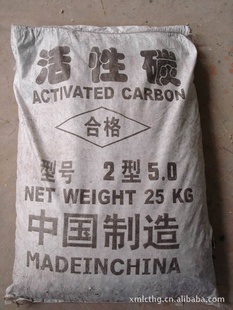 活性碳
ACTIVATED CARBON
合格
型号 2型5.0
NET WEIGHT 25 KG
中国制造
MADEINCHINA
xmlcthg.cn.alibaba.com